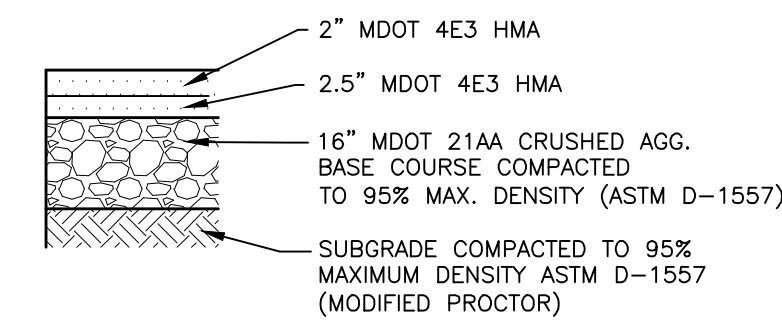 2” MDOT 4E3 HMA
2.5” MDOT 4E3 HMA
16” MDOT 21AA CRUSHED AGG.
BASE COURSE COMPACTED
TO 95% MAX. DENSITY (ASTM D–1557)
SUBGRADE COMPACTED TO 95%
MAXIMUM DENSITY ASTM D–1557
(MODIFIED PROCTOR)